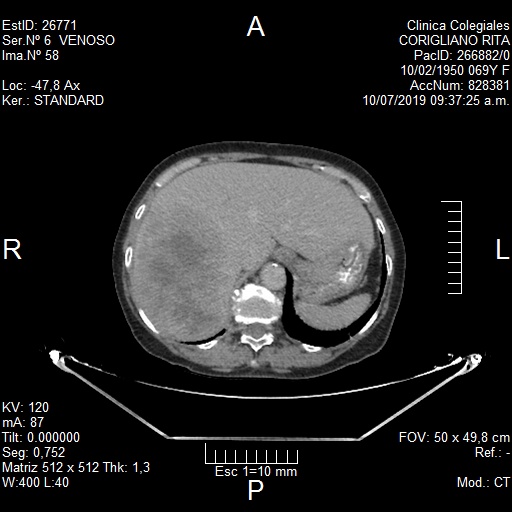 EstID: 26771
Ser.Nº 6 VENOSO
Ima.Nº 58
Loc: -47,8 Ax
Ker.: STANDARD
A
Clinica Colegiales
CORIGLIANO RITA
PacID: 266882/0
10/02/1950 069Y F
AccNum: 828381
10/07/2019 09:37:25 a.m.
R
L
KV: 120
mA: 87
Tilt: 0.000000
Seg: 0,752
Matriz 512 x 512 Thk: 1,3
W:400 L:40
Esc 1=10 mm
P
FOV: 50 x 49,8 cm
Ref.: -
Mod.: CT